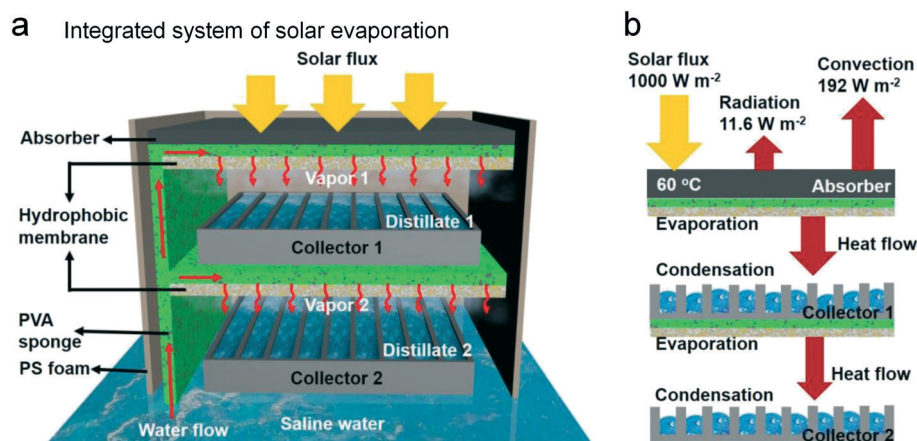 a Integrated system of solar evaporation
Solar flux
Absorber
Vapor 1
Hydrophobic
membrane
Distillate 1
Collector 1
Vapor 2
PVA
sponge
PS foam
Distillate 2
Collector 2
Water flow
Saline water
b
Solar flux
1000 W m-2
Convection
192 W m-2
Radiation
11.6 W m-2
60 °C
Absorber
Evaporation
Heat flow
Condensation
Collector 1
Evaporation
Heat flow
Condensation
Collector 2